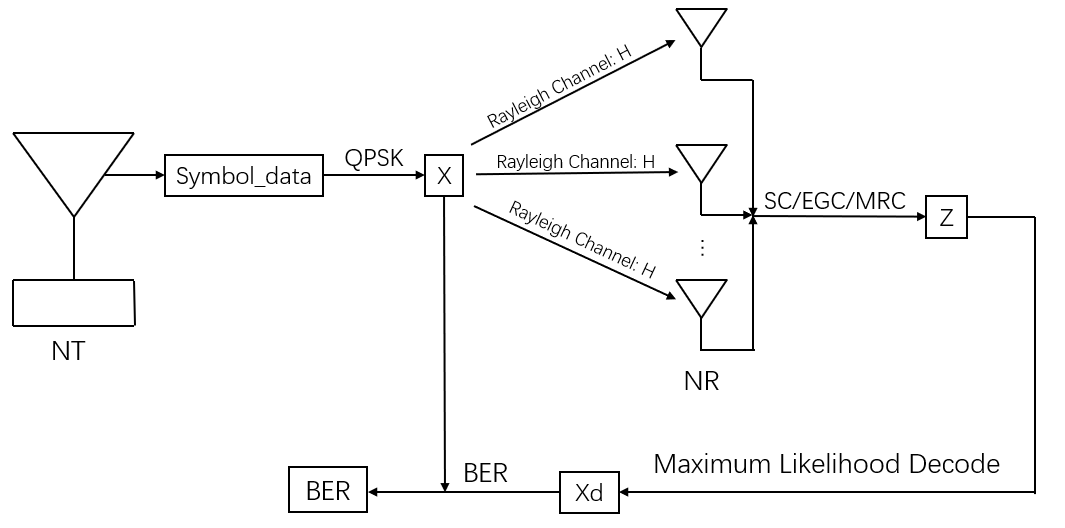 Rayleigh Channel: H
QPSK
Rayleigh Channel: H
Symbol_data
X
SC/EGC/MRC
Rayleigh Channel: H
Z
...
NT
NR
Maximum Likelihood Decode
BER
BER
Xd